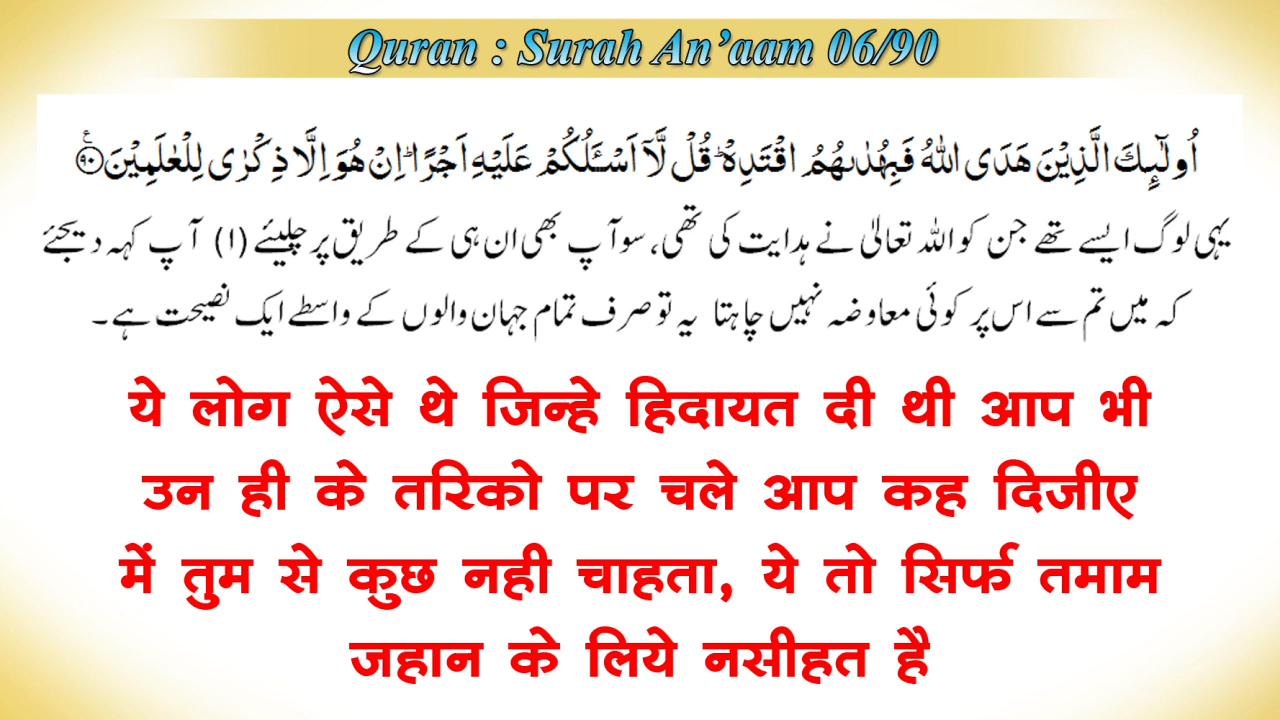 Quran : Surah An’aam 06/90
اُولٰٓئِكَ الَّذِيْنَ هَدَى اللّٰهُ فَبِهُدٰىهُمُ اقْتَدِهْ ؕ قُلْ لَّاۤ اَسْـَٔلُكُمْ عَلَيْهِ اَجْرًا ؕ اِنْ هُوَ اِلَّا ذِكْرٰى لِلْعٰلَمِيْنَ ۹۰ ع
یہی لوگ ایسے تھے جن کو اللہ تعالیٰ نے ہدایت کی تھی، سو آپ بھی ان ہی کے طریق پر چلیئے (۱) آپ کہہ دیجئے
کہ میں تم سے اس پر کوئی معاوضہ نہیں چاہتا یہ تو صرف تمام جہان والوں کے واسطے ایک نصیحت ہے۔
ये लोग ऐसे थे जिन्हे हिदायत दी थी आप भी
उन ही के तरिको पर चले आप कह दिजीए
में तुम से कुछ नही चाहता, ये तो सिर्फ तमाम
जहान के लिये नसीहत है